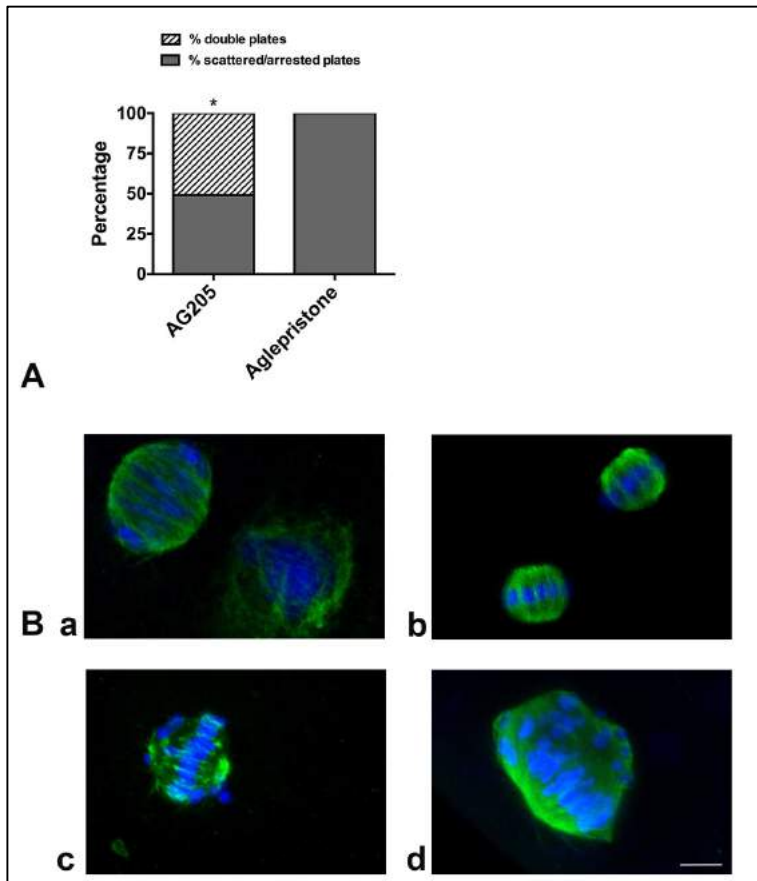 % double plates
% scattered/arrested plates
*
100
75
50
25
0
Percentage
AG205
Aglepristone
A
B
a
b
c
d